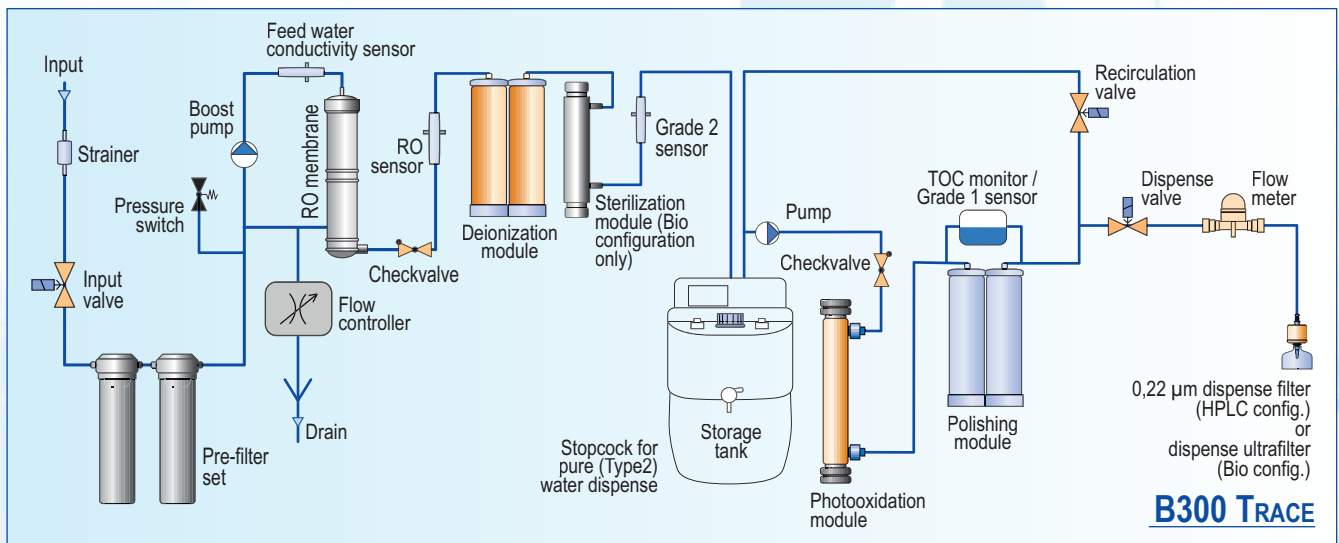 Input
Strainer
Input
valve
Pre-filter
set
Pressure
switch
Boost
pump
Feed water
conductivity sensor
RO membrane
Flow
controller
Drain
Checkvalve
RO
sensor
Deionization
module
Sterilization
module (Bio
configuration
only)
Grade 2
sensor
Stopcock for
pure (Type2)
water dispense
Storage
tank
Pump
Checkvalve
Photooxidation
module
TOC monitor /
Grade 1 sensor
Polishing
module
Recirculation
valve
Dispense
valve
Flow
meter
0,22 µm dispense filter
(HPLC config.)
or
dispense ultrafilter
(Bio config.)
B300 TRACE